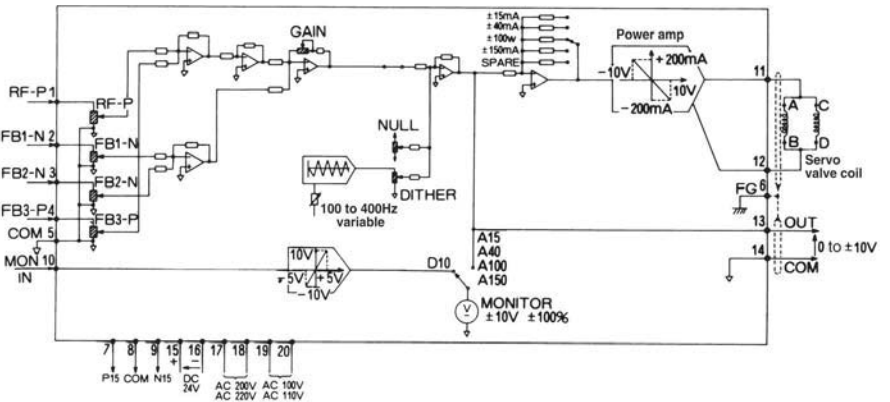 GAIN
±15mA
±40mA
±100w
±150mA
SPARE
Power amp
+200mA
-10V
10V
-200mA
11
A C
B D
12
Servo
valve coil
FG 6
13 OUT
0 to ±10V
14
COM
RF-P 1
RF-P
FB1-N 2
FB1-N
FB2-N 3
FB2-N
FB3-P4
FB3-P
COM 5
MON 10
IN
NULL
DITHER
100 to 400Hz
variable
10V
-5V +5V
-10V
D10
A15
A40
A100
A150
V
MONITOR
±10V ±100%
7 8 9 15 16 17 18 19 20
+ -
P15 COM N15
DC
24V
AC 200V
AC 220V
AC 100V
AC 110V